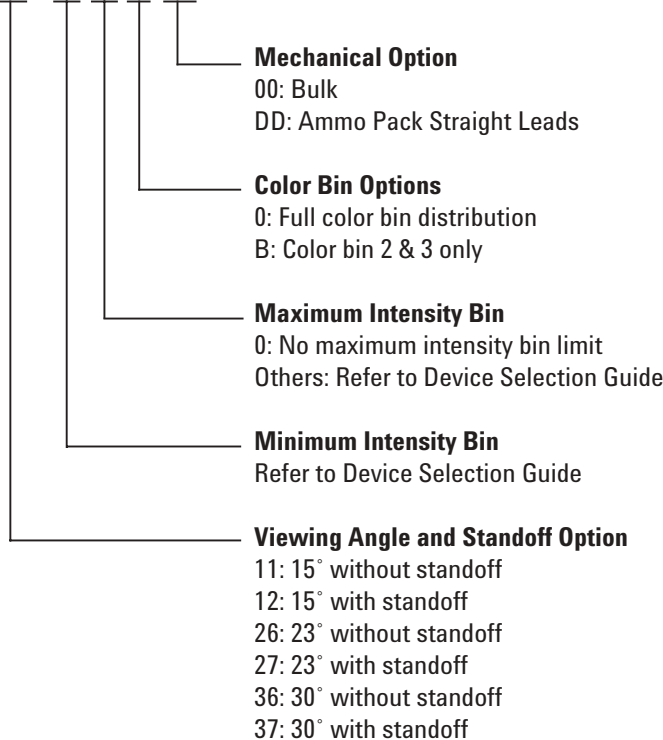 Mechanical Option
00: Bulk
DD: Ammo Pack Straight Leads
Color Bin Options
0: Full color bin distribution
B: Color bin 2 & 3 only
Maximum Intensity Bin
0: No maximum intensity bin limit
Others: Refer to Device Selection Guide
Minimum Intensity Bin
Refer to Device Selection Guide
Viewing Angle and Standoff Option
11: 15˚ without standoff
12: 15˚ with standoff
26: 23˚ without standoff
27: 23˚ with standoff
36: 30˚ without standoff
37: 30˚ with standoff